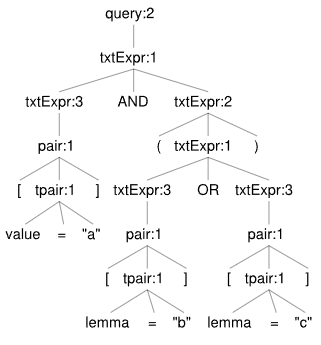 query:2
txtExpr:1
txtExpr:3 AND txtExpr:2
pair:1 ( txtExpr:1 )
[ tpair:1 ] txtExpr:3 OR txtExpr:3
value = "a" pair:1 pair:1
[ tpair:1 ] [ tpair:1 ]
lemma = "b" lemma = "c"